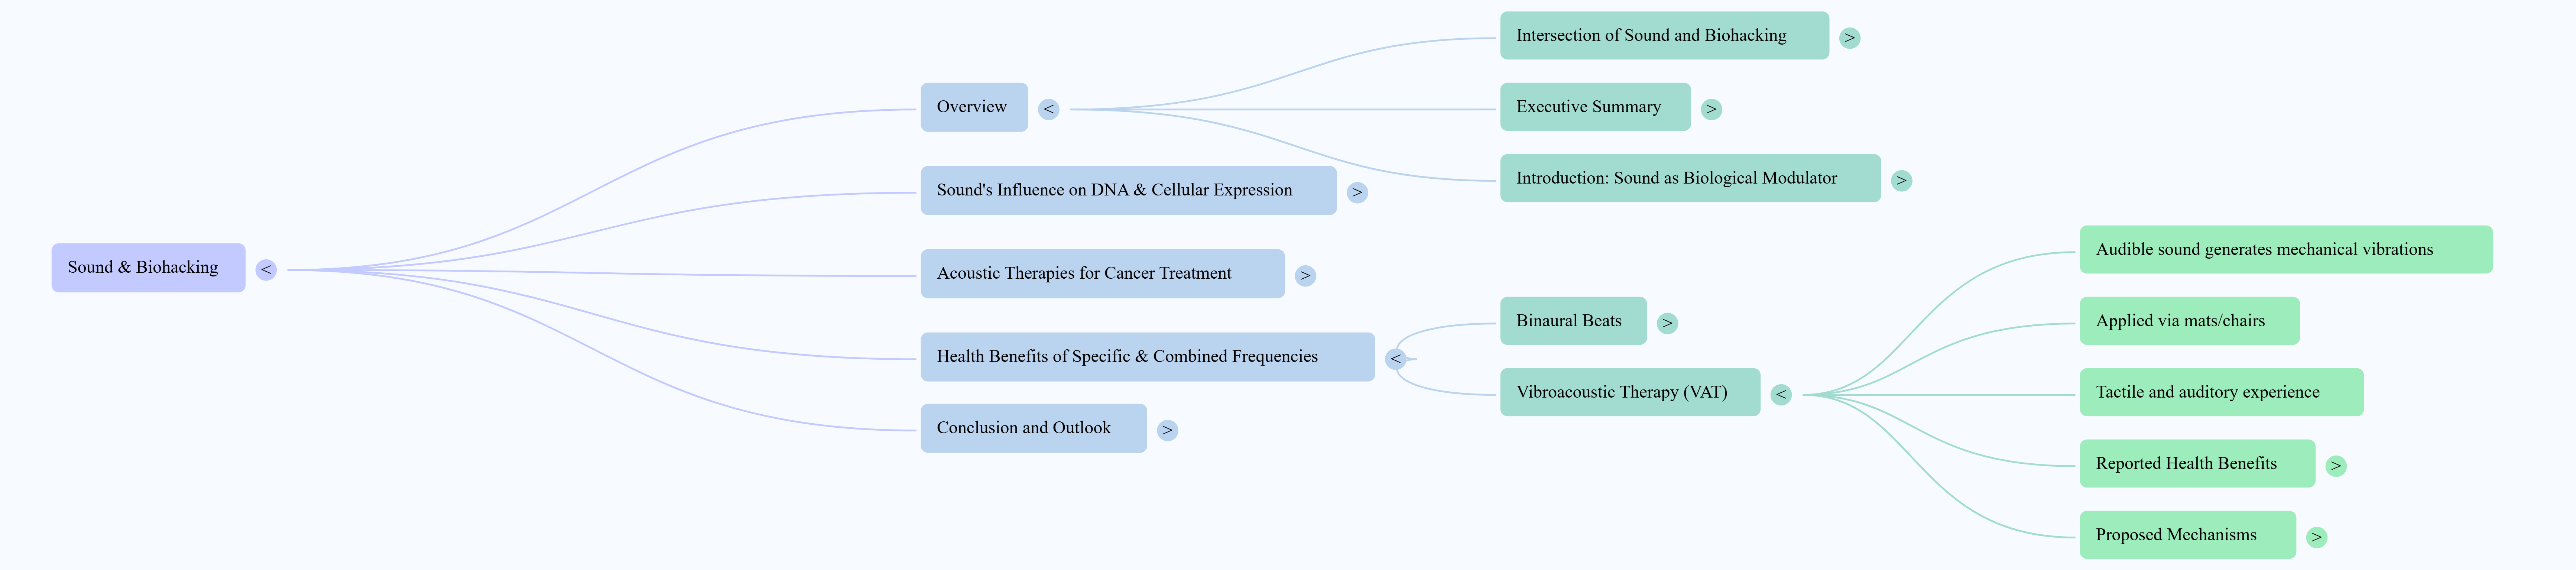 Sound & Biohacking
<
Overview
<
Intersection of Sound and Biohacking
>
Executive Summary
>
Introduction: Sound as Biological Modulator
>
Sound's Influence on DNA & Cellular Expression
>
Acoustic Therapies for Cancer Treatment
>
Health Benefits of Specific & Combined Frequencies
<
Binaural Beats
>
Vibroacoustic Therapy (VAT)
<
Audible sound generates mechanical vibrations
Applied via mats/chairs
Tactile and auditory experience
Reported Health Benefits
>
Proposed Mechanisms
>
Conclusion and Outlook
>